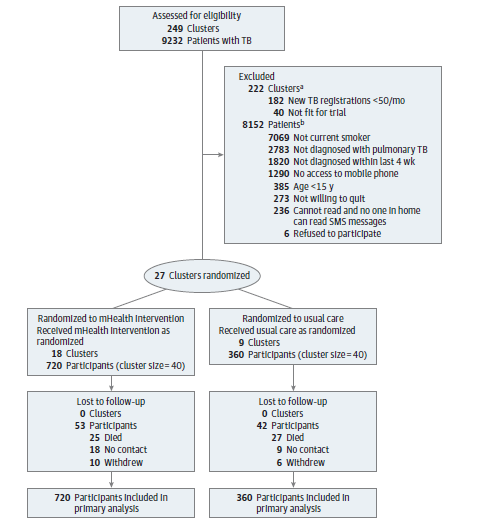 Assessed for eligibility
249 Clusters
9232 Patients with TB
Excluded
222 Clustersa
182 New TB registrations <50/mo
40 Not fit for trial
8152 Patientsb
7069 Not current smoker
2783 Not diagnosed with pulmonary TB
1820 Not diagnosed within last 4 wk
1290 No access to mobile phone
385 Age <15 y
273 Not willing to quit
236 Cannot read and no one in home
can read SMS messages
6 Refused to participate
27 Clusters randomized
Randomized to mHealth intervention
Received mHealth intervention as
randomized
18 Clusters
720 Participants (cluster size=40)
Randomized to usual care
Received usual care as randomized
9 Clusters
360 Participants (cluster size=40)
Lost to follow-up
0 Clusters
53 Participants
25 Died
18 No contact
10 Withdrew
Lost to follow-up
0 Clusters
42 Participants
27 Died
9 No contact
6 Withdrew
720 Participants included in
primary analysis
360 Participants included in
primary analysis